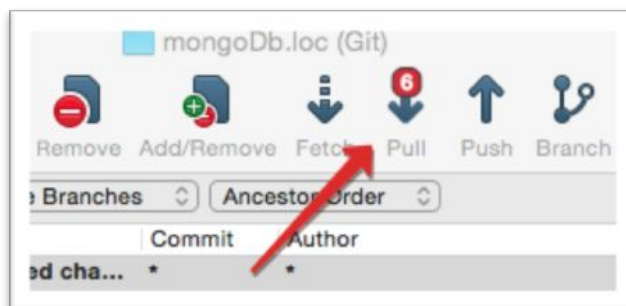 mongoDb.loc (Git)
6
Remove Add/Remove Fetch Pull Push Branch
Branches Ancestor Order
Commit Author
ed cha... * *